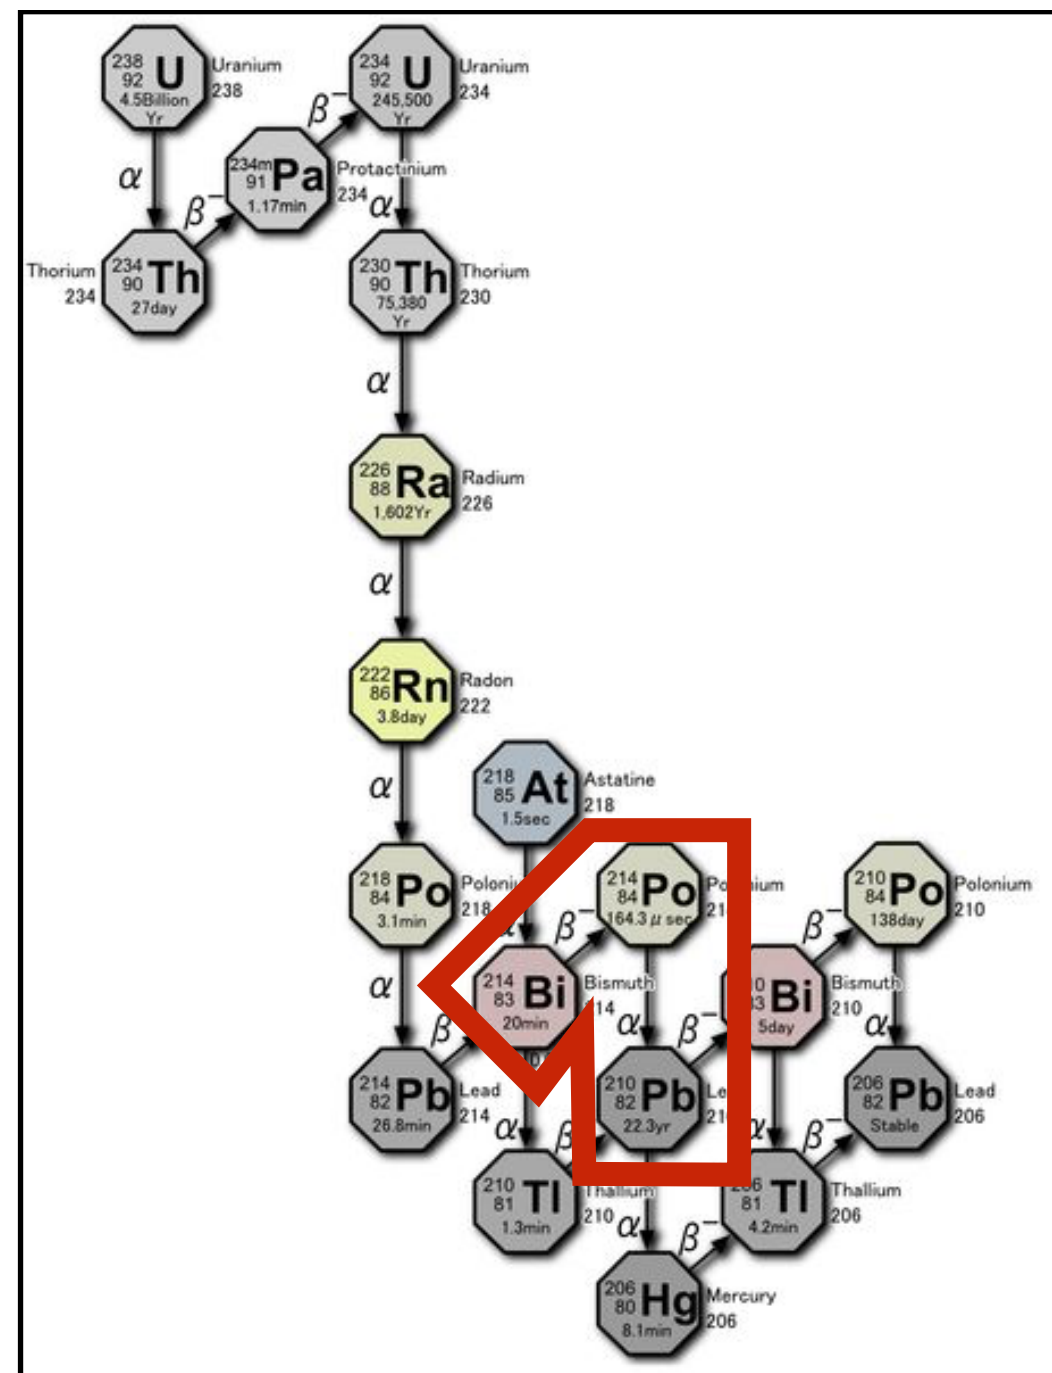 238
92 U
4.5Billion
Yr
Uranium
238
234
92 U
245,500
Yr
Uranium
234
β⁻
α
234m
91 Pa
1.17min
Protactinium
234
β⁻
α
Thorium
234
234
90 Th
27day
230
90 Th
75,380
Yr
Thorium
230
α
226
88 Ra
1,602Yr
Radium
226
α
222
86 Rn
3.8day
Radon
222
α
218
85 At
1.5sec
Astatine
218
218
84 Po
3.1min
218
214
84 Po
164.3 μ sec
210
84 Po
138day
Polonium
210
α
β⁻
β⁻
α
214
83 Bi
20min
Bismuth
Bi
5day
Bismuth
210
β
α
β⁻
α
214
82 Pb
26.8min
Lead
214
210
82 Pb
22.3yr
206
82 Pb
Stable
Lead
206
α
β
α
β⁻
210
81 Tl
1.3min
Thallium
210
81 Tl
4.2min
Thallium
206
α
β⁻
206
80 Hg
8.1min
Mercury
206